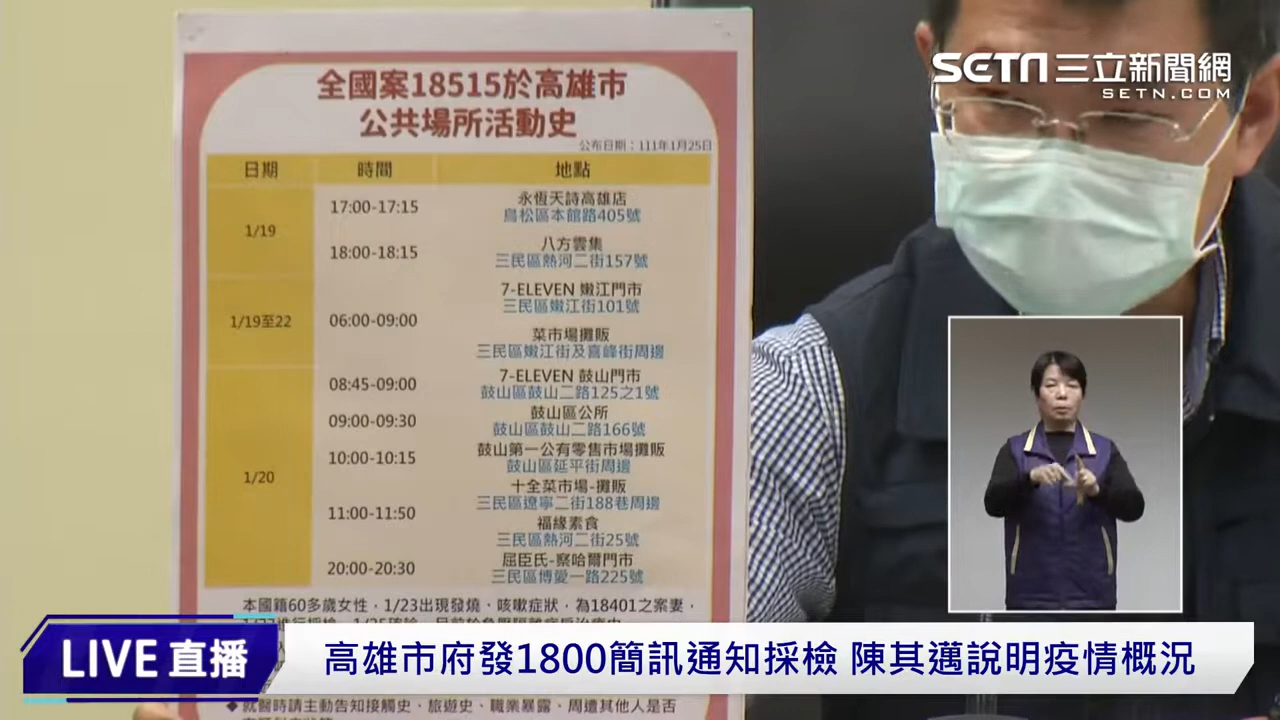 SETN三立新聞網
SETN.COM
全國案18515於高雄市
公共場所活動史
公布日期：111年1月25日
日期 時間 地點
1/19
17:00-17:15
永恆天詩高雄店
鳥松區本館路405號
18:00-18:15
八方雲集
三民區熱河二街157號
1/19至22
06:00-09:00
7-ELEVEN 嫩江門市
三民區嫩江街101號
菜市場攤販
三民區嫩江街及喜峰街周邊
1/20
08:45-09:00
7-ELEVEN 鼓山門市
鼓山區鼓山二路125之1號
09:00-09:30
鼓山區公所
鼓山區鼓山二路166號
10:00-10:15
鼓山第一公有零售市場攤販
鼓山區延平街周邊
11:00-11:50
十全菜市場-攤販
三民區遼寧二街188巷周邊
福緣素食
三民區熱河二街25號
20:00-20:30
屈臣氏-察哈爾門市
三民區博愛一路225號
本國籍60多歲女性，1/23出現發燒、咳嗽症狀，為18401之案妻，
LIVE 直播
高雄市府發1800簡訊通知採檢 陳其邁說明疫情概況
◆就醫時請主動告知接觸史、旅遊史、職業暴露、周遭其他人是否